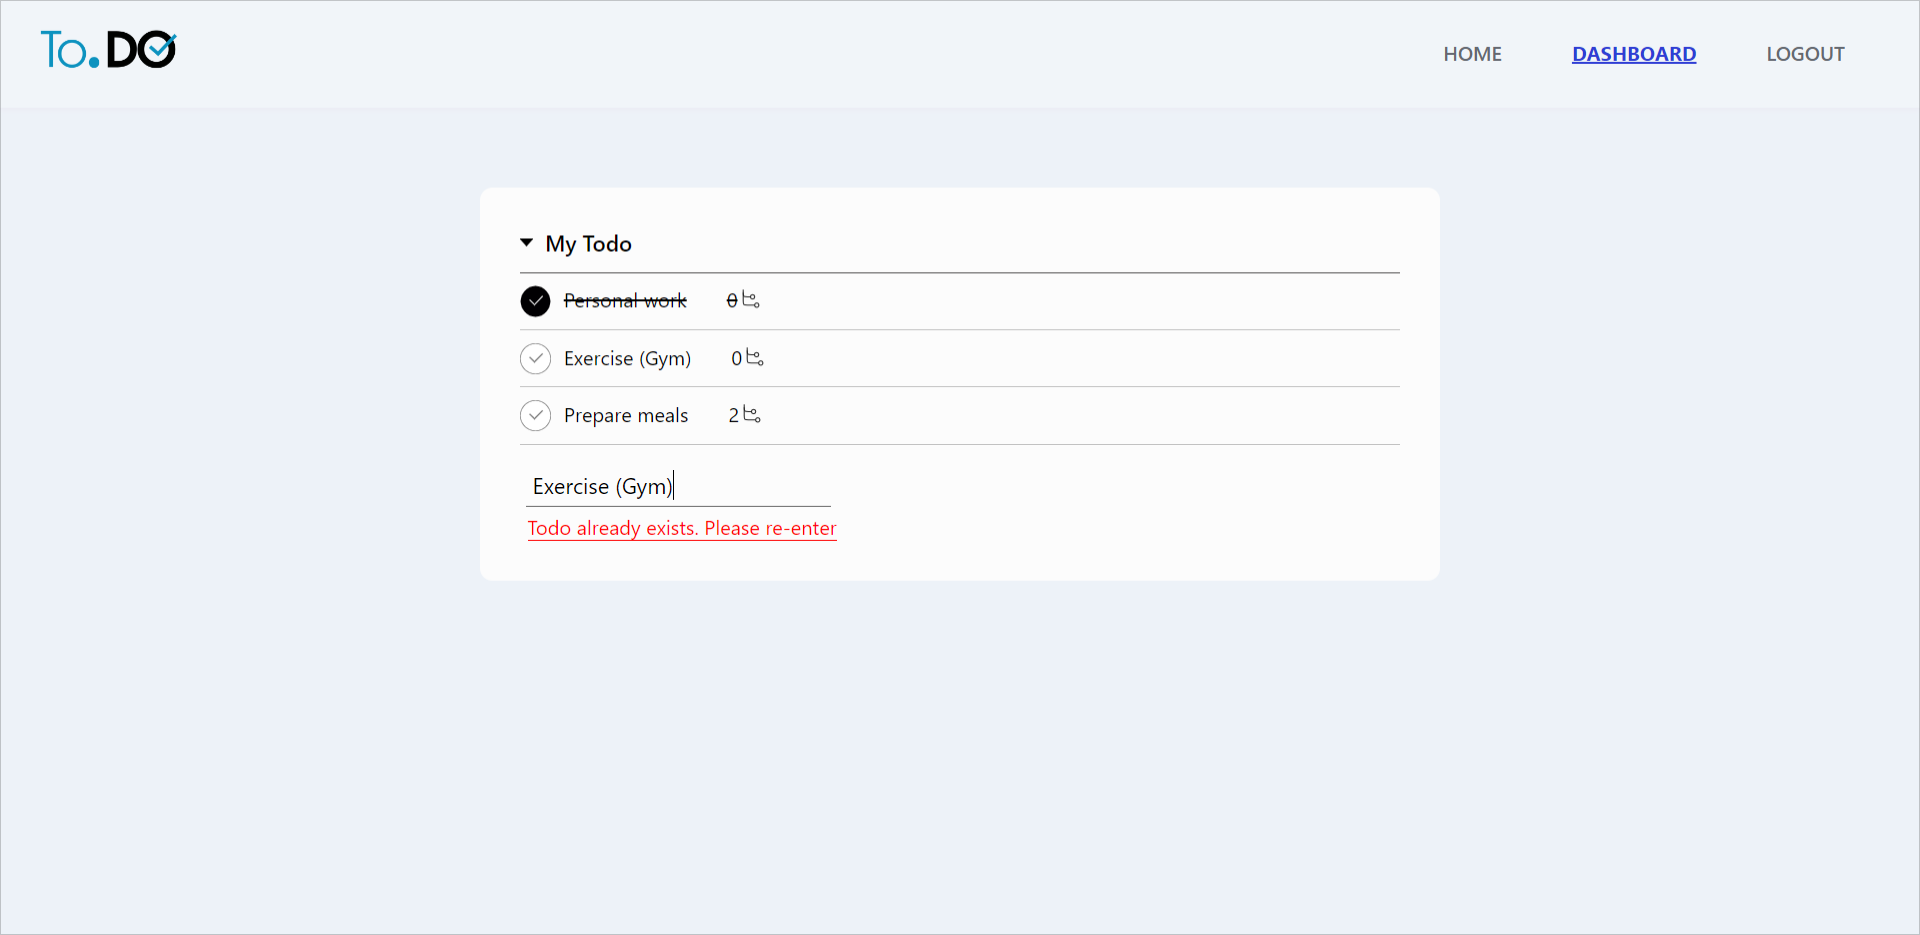 To.DO
HOME DASHBOARD LOGOUT
My Todo
Personal work 0
Exercise (Gym) 0
Prepare meals 2
Exercise (Gym)
Todo already exists. Please re-enter